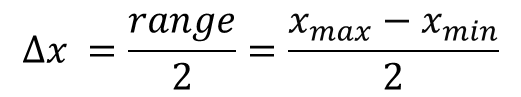 Δx = range/2 = (x_max − x_min)/2